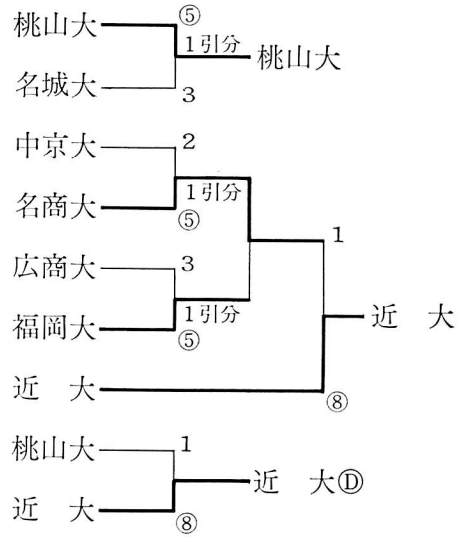 桃山大
⑤
1引分
桃山大
名城大
3
中京大
2
1引分
名商大
⑤
1
広商大
3
1引分
福岡大
⑤
近 大
近 大
⑧
桃山大
1
近 大Ⓓ
近 大
⑧